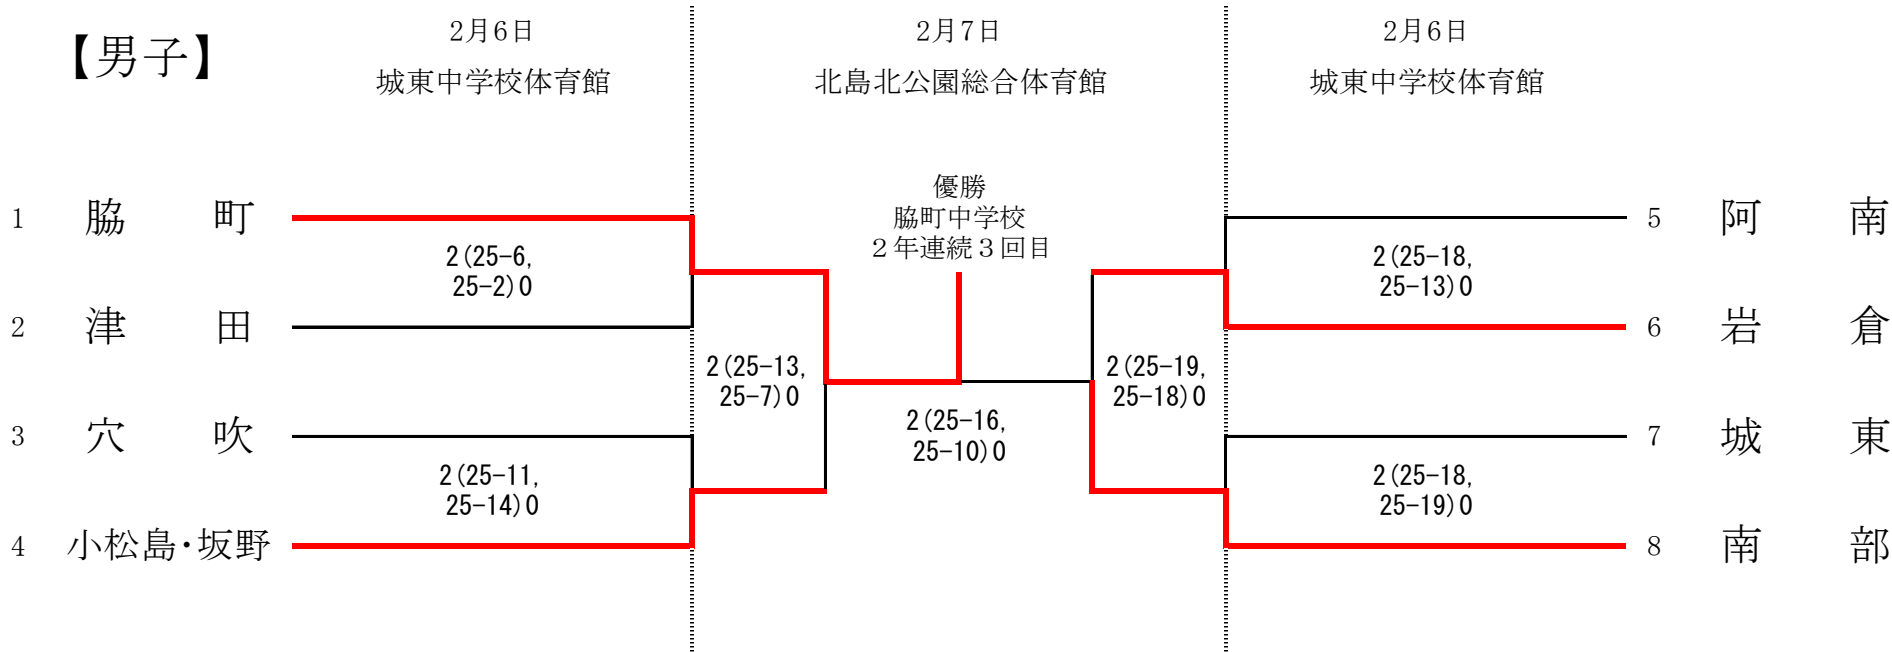 【男子】
2月6日
城東中学校体育館
2月7日
北島北公園総合体育館
2月6日
城東中学校体育館
優勝
脇町中学校
２年連続３回目
1 脇 町
2(25-6,
25-2)0
2 津 田
2(25-13,
25-7)0
3 穴 吹
2(25-11,
25-14)0
4 小松島・坂野
2(25-16,
25-10)0
5 阿 南
2(25-18,
25-13)0
6 岩 倉
2(25-19,
25-18)0
7 城 東
2(25-18,
25-19)0
8 南 部